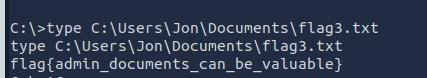 C:\>type C:\Users\Jon\Documents\flag3.txt
type C:\Users\Jon\Documents\flag3.txt
flag{admin_documents_can_be_valuable}